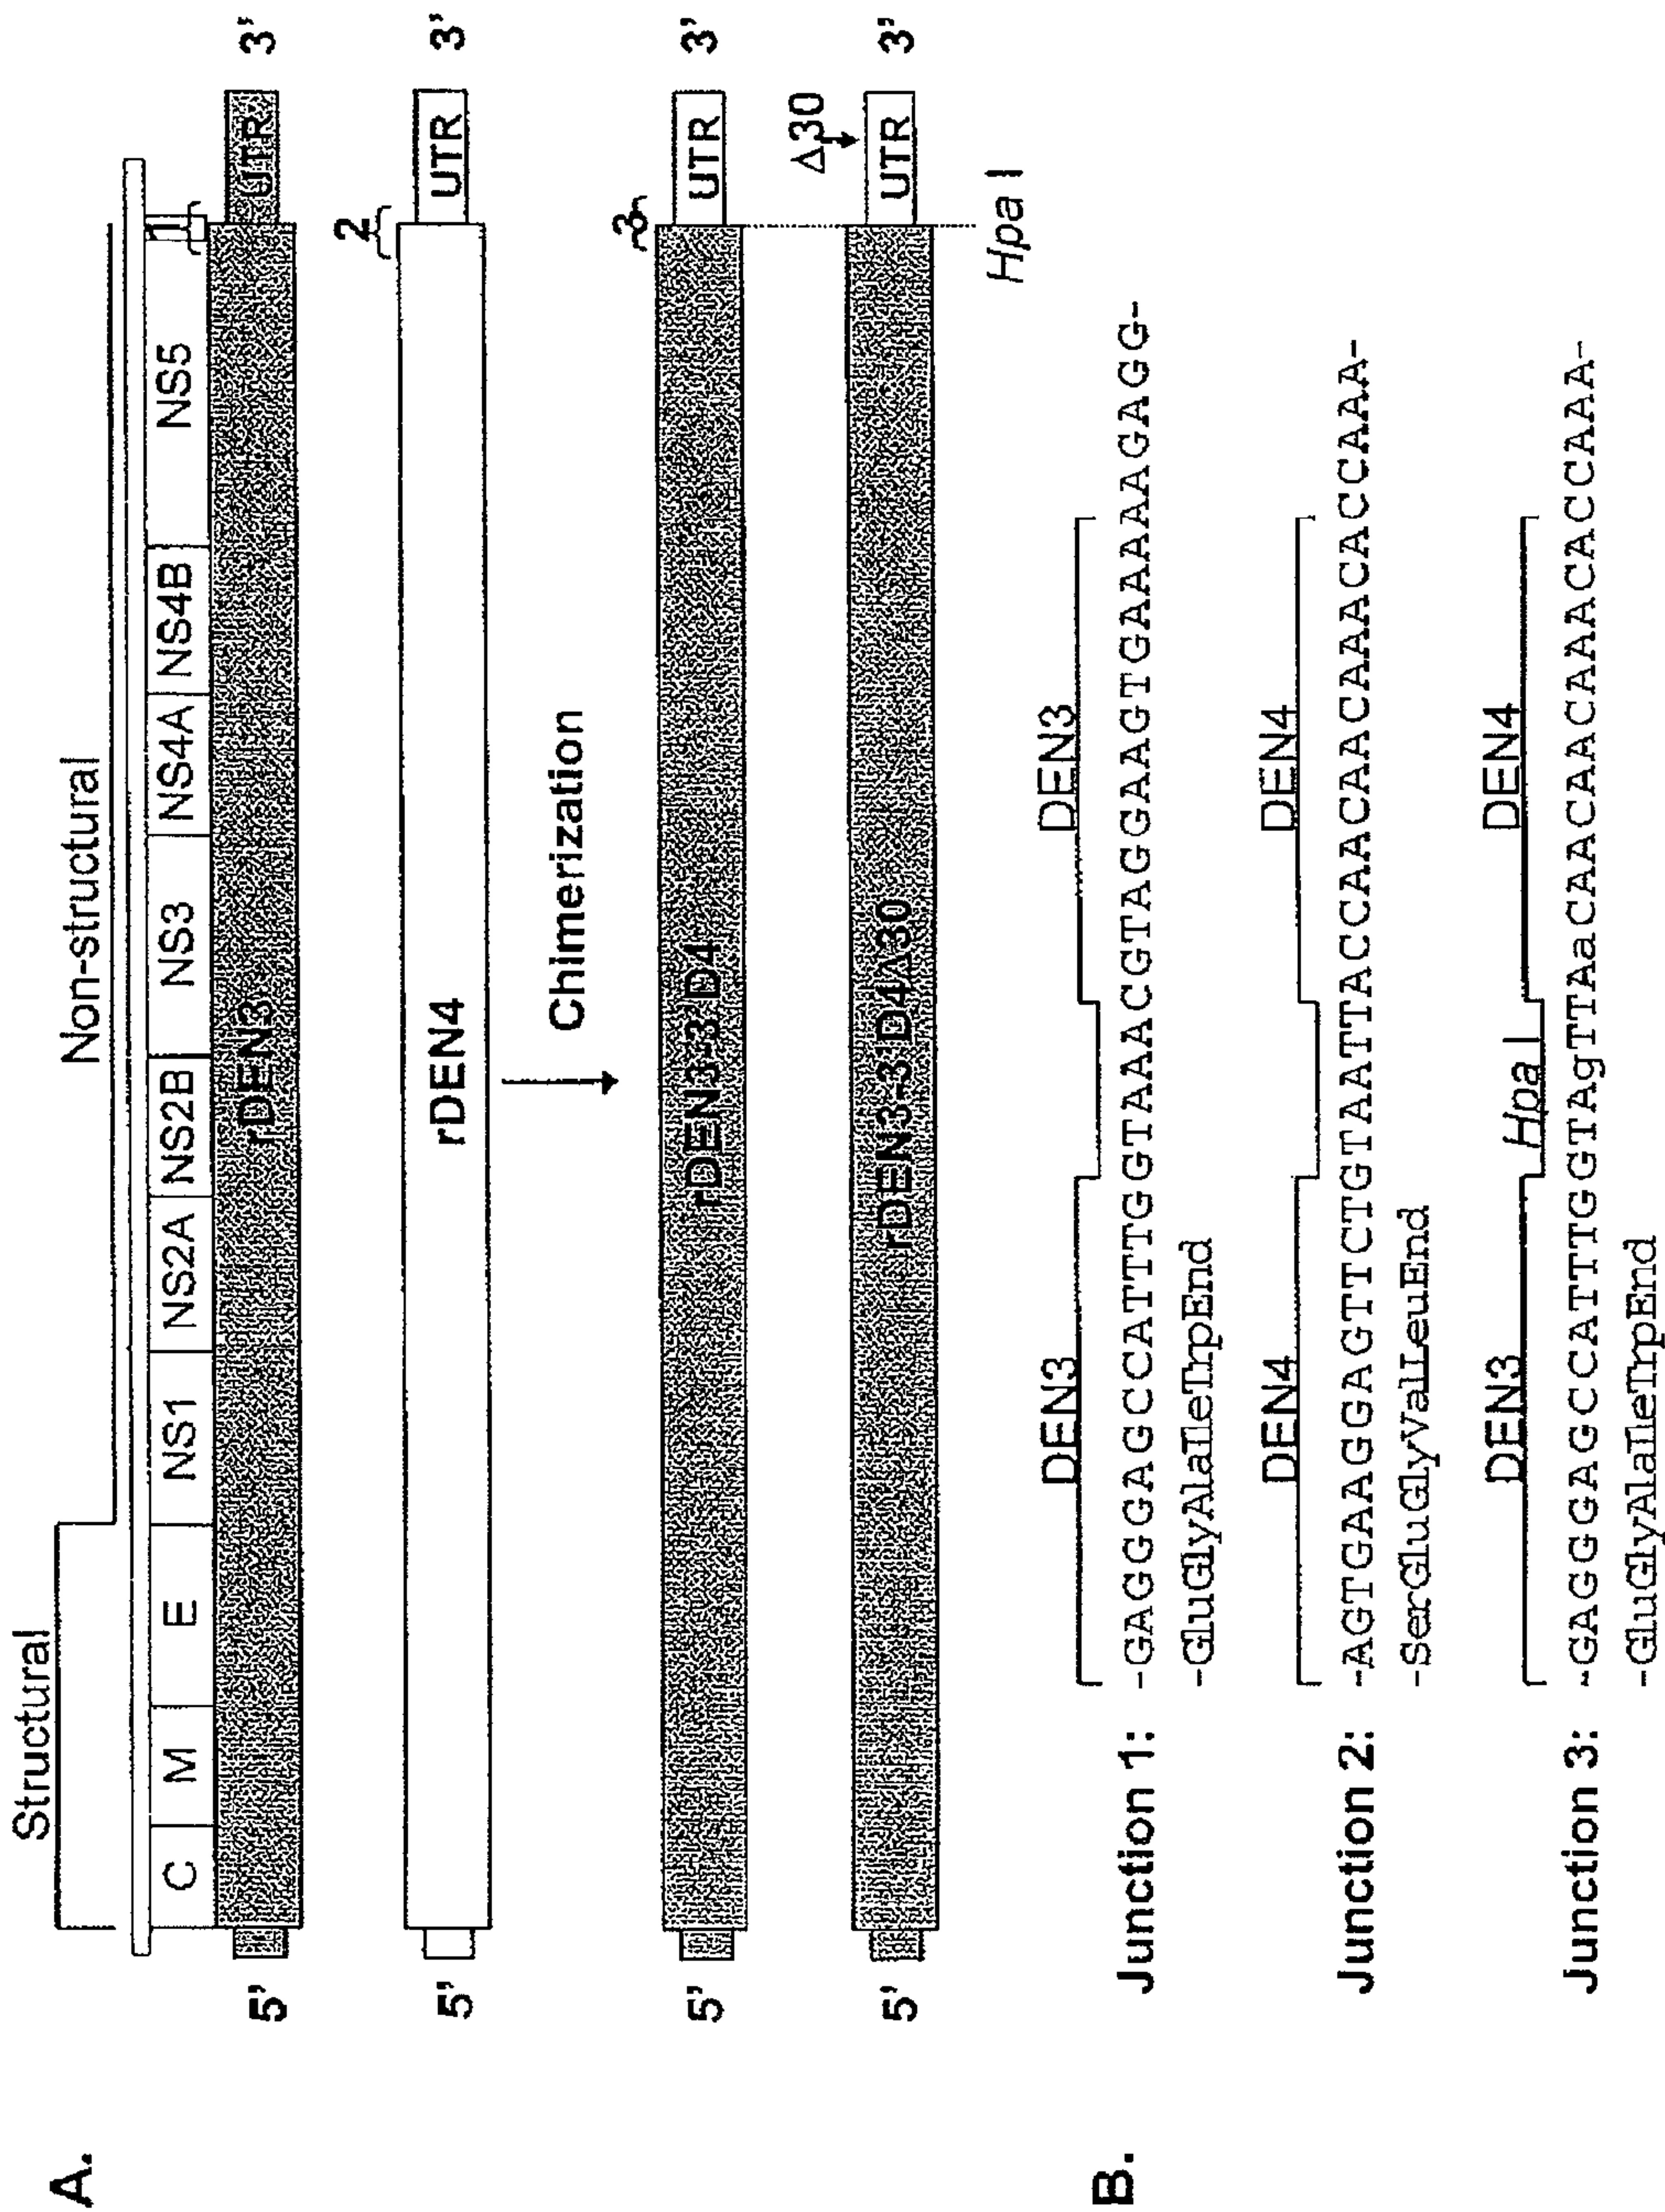 A.
Structural
Non-structural
C M E NS1 NS2A NS2B NS3 NS4A NS4B NS5
1
5' rDEN3 UTR 3'
2
5' rDEN4 UTR 3'
Chimerization
3
5' rDEN3-3'D4 UTR 3'
Δ30
5' rDEN3-3'D4Δ30 UTR 3'
Hpa I
B.
DEN3 DEN3
Junction 1: -GAGGGAGCCATTTGGTAAACGTAGGAAGTGAAAAAGAGG-
-GluGlyAlaIleTrpEnd
DEN4 DEN4
Junction 2: -AGTGAAGGAGTTCTGTAATTACCAACAACAAACACCAAA-
-SerGluGlyValLeuEnd
DEN3 Hpa I DEN4
Junction 3: -GAGGGAGCCATTTGGTAgTTAaCAACAACAAACACCAAA-
-GluGlyAlaIleTrpEnd